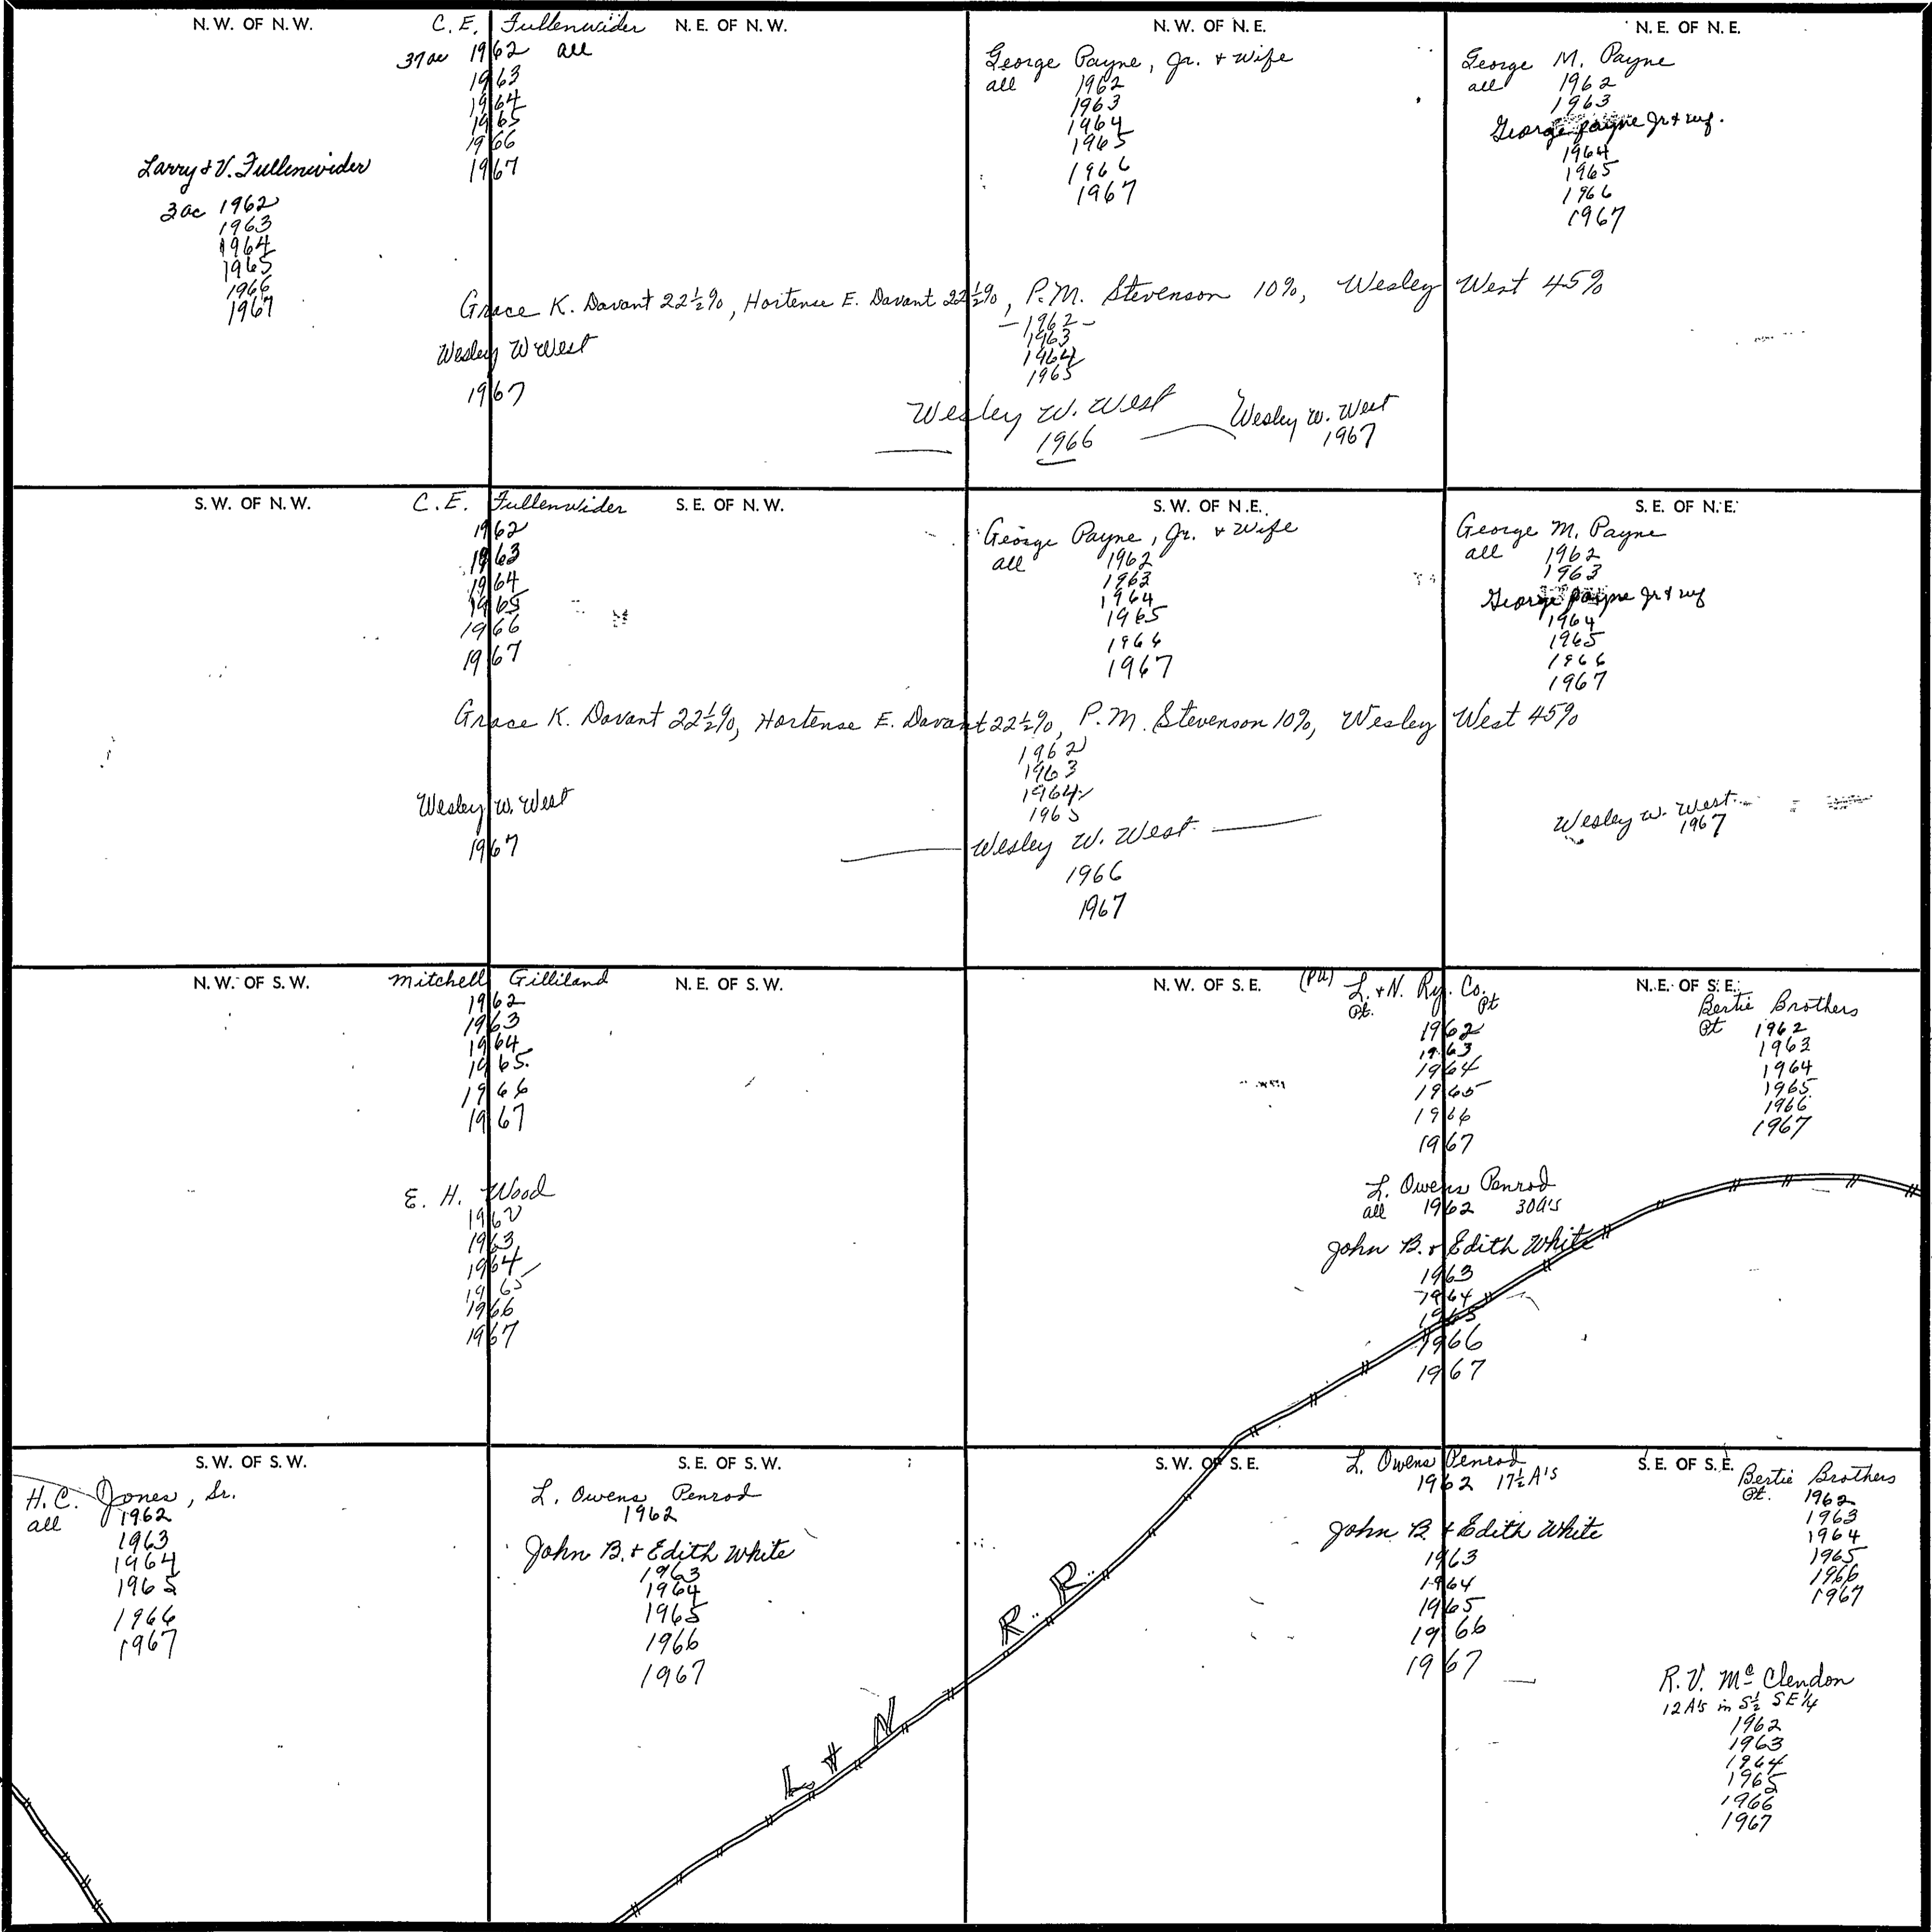 N.W. OF N.W.
C. E. Fullenwider
37ac 1962 all
1963
1964
1965
1966
1967
Larry & V. Fullenwider
3ac 1962
1963
1964
1965
1966
1967
N.E. OF N.W.
N.W. OF N.E.
George Payne, Jr. & Wife
all 1962
1963
1964
1965
1966
1967
N.E. OF N.E.
George M. Payne
all 1962
1963
George Payne Jr & wf.
1964
1965
1966
1967
Grace K. Davant 22½%, Hortense E. Davant 22½%, P.M. Stevenson 10%, Wesley West 45%
1962
1963
1964
1965
Wesley W West
1967
Wesley W. West
1966
Wesley W. West
1967
S.W. OF N.W.
C.E. Fullenwider
1962
1963
1964
1965
1966
1967
S.E. OF N.W.
S.W. OF N.E.
George Payne, Jr. & Wife
all 1962
1963
1964
1965
1966
1967
S.E. OF N.E.
George M. Payne
all 1962
1963
George Payne Jr & wf
1964
1965
1966
1967
Grace K. Davant 22½%, Hortense E. Davant 22½%, P.M. Stevenson 10%, Wesley West 45%
1962
1963
1964
1965
Wesley W. West
1967
Wesley W. West
1966
1967
Wesley W. West
1967
N.W. OF S.W.
Mitchell Gilliland
1962
1963
1964
1965
1966
1967
E. H. Wood
1962
1963
1964
1965
1966
1967
N.E. OF S.W.
N.W. OF S.E.
(PU) L. & N. Ry. Co.
Pt. Pt
1962
1963
1964
1965
1966
1967
L. Owens Penrod
all 1962 30A's
John B. & Edith White
1963
1964
1965
1966
1967
N.E. OF S.E.
Bertie Brothers
Pt 1962
1963
1964
1965
1966
1967
S.W. OF S.W.
H.C. Jones, Sr.
all 1962
1963
1964
1965
1966
1967
S.E. OF S.W.
L. Owens Penrod
1962
John B. & Edith White
1963
1964
1965
1966
1967
L & N R. R.
S.W. OF S.E.
L. Owens Penrod
1962 17½A's
John B & Edith White
1963
1964
1965
1966
1967
S.E. OF S.E.
Bertie Brothers
Pt. 1962
1963
1964
1965
1966
1967
R.V. McClendon
12A's in S½ SE¼
1962
1963
1964
1965
1966
1967